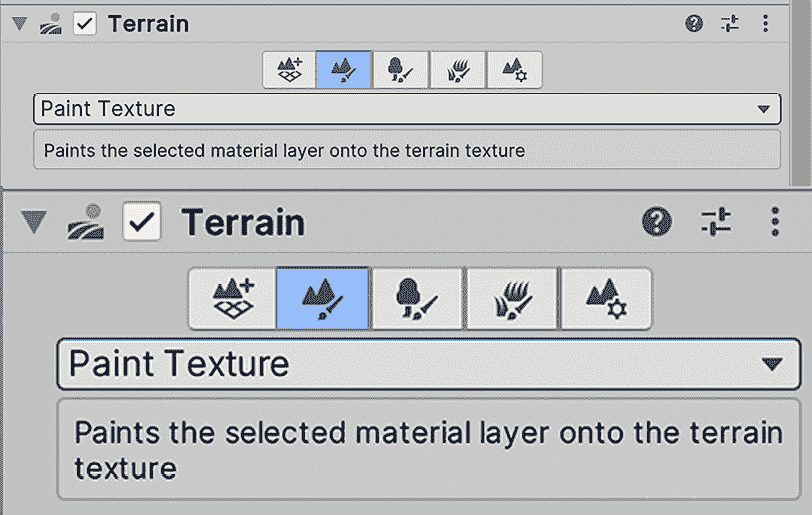 Terrain
Paint Texture
Paints the selected material layer onto the terrain texture
Terrain
Paint Texture
Paints the selected material layer onto the terrain
texture